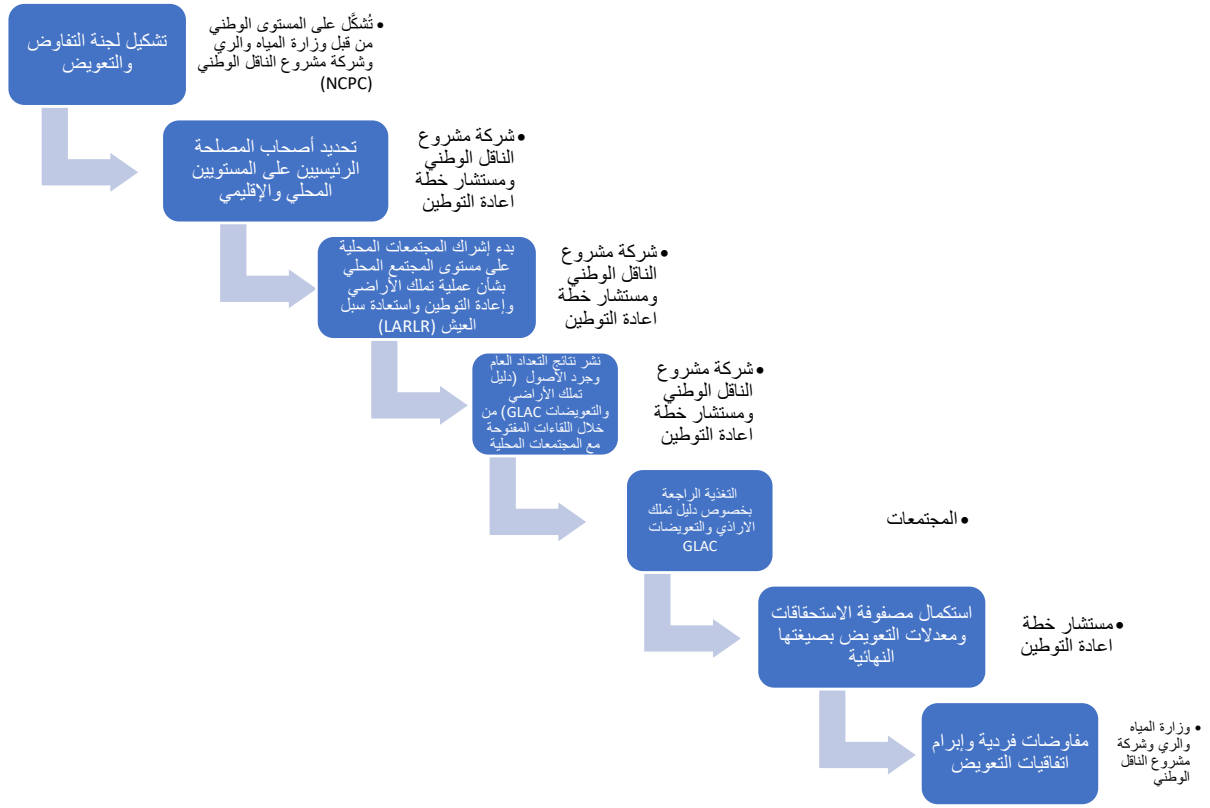 تشكيل لجنة التفاوض
والتعويض
• تُشكَّل على المستوى الوطني
من قبل وزارة المياه والري
وشركة مشروع الناقل الوطني
(NCPC)
تحديد أصحاب المصلحة
الرئيسيين على المستويين
المحلي والإقليمي
• شركة مشروع
الناقل الوطني
ومستشار خطة
اعادة التوطين
بدء إشراك المجتمعات المحلية
على مستوى المجتمع المحلي
بشأن عملية تملك الأراضي
وإعادة التوطين واستعادة سبل
العيش (LARLR)
• شركة مشروع
الناقل الوطني
ومستشار خطة
اعادة التوطين
نشر نتائج التعداد العام
وجرد الأصول (دليل
تملك الأراضي
والتعويضات GLAC) من
خلال اللقاءات المفتوحة
مع المجتمعات المحلية
• شركة مشروع
الناقل الوطني
ومستشار خطة
اعادة التوطين
التغذية الراجعة
بخصوص دليل تملك
الاراذي والتعويضات
GLAC
• المجتمعات
استكمال مصفوفة الاستحقاقات
ومعدلات التعويض بصيغتها
النهائية
• مستشار خطة
اعادة التوطين
مفاوضات فردية وإبرام
اتفاقيات التعويض
• وزارة المياه
والري وشركة
مشروع الناقل
الوطني